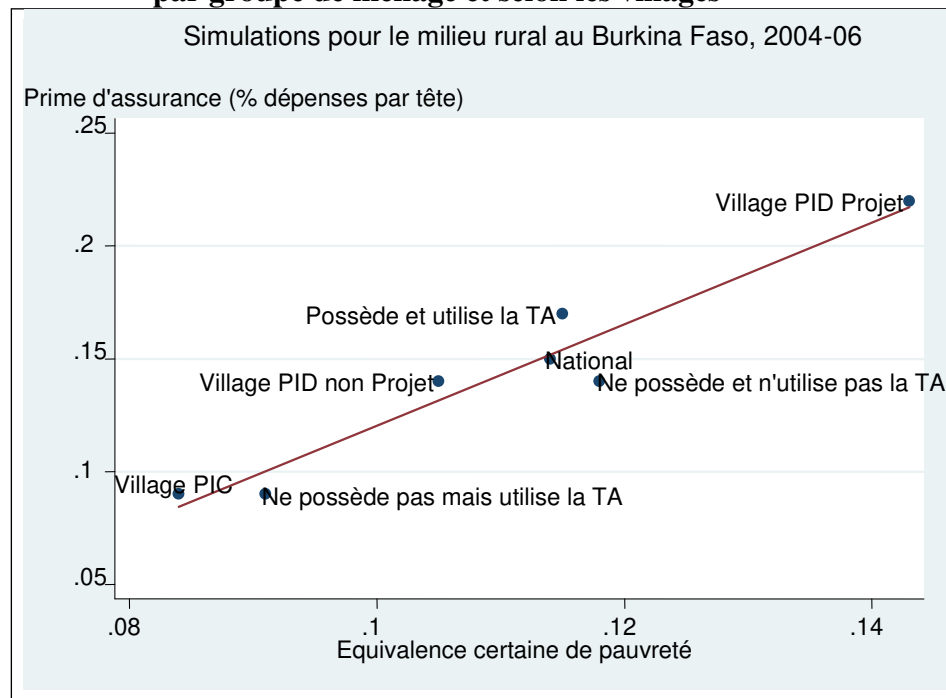 par groupe de ménage et selon les villages
Simulations pour le milieu rural au Burkina Faso, 2004-06
Prime d'assurance (% dépenses par tête)
.25
Village PID Projet
.2
Possède et utilise la TA
.15
National
Village PID non Projet
Ne possède et n'utilise pas la TA
.1
Village PIC
Ne possède pas mais utilise la TA
.05
.08
.1
.12
.14
Equivalence certaine de pauvreté